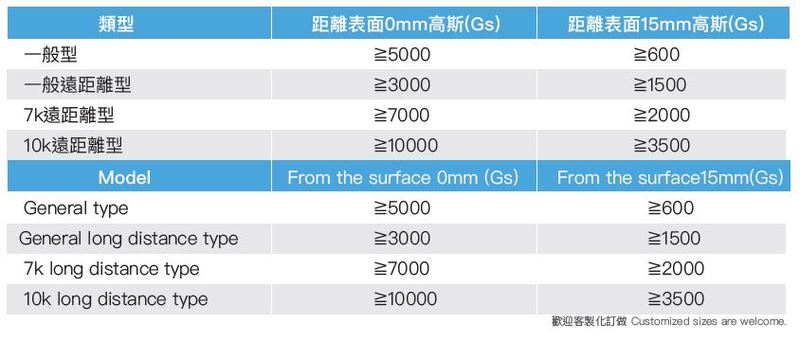 類型 距離表面0mm高斯(Gs) 距離表面15mm高斯(Gs)
一般型 ≧5000 ≧600
一般遠距離型 ≧3000 ≧1500
7k遠距離型 ≧7000 ≧2000
10k遠距離型 ≧10000 ≧3500
Model From the surface 0mm (Gs) From the surface15mm(Gs)
General type ≧5000 ≧600
General long distance type ≧3000 ≧1500
7k long distance type ≧7000 ≧2000
10k long distance type ≧10000 ≧3500
歡迎客製化訂做 Customized sizes are welcome.